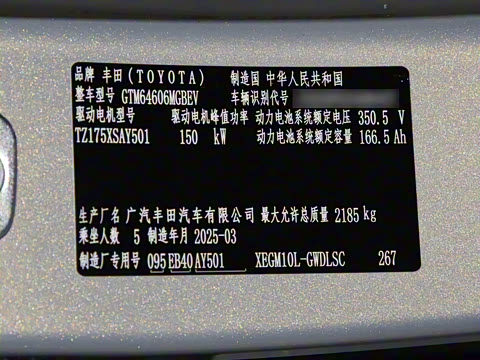 品牌 丰田(TOYOTA) 制造国 中华人民共和国
整车型号 GTM64606MGBEV 车辆识别代号
驱动电机型号 驱动电机峰值功率 动力电池系统额定电压 350.5 V
TZ175XSAY501 150 kW 动力电池系统额定容量 166.5 Ah
生产厂名 广汽丰田汽车有限公司 最大允许总质量 2185 kg
乘坐人数 5 制造年月 2025-03
制造厂专用号 095 EB40 AY501 XEGM10L-GWDLSC 267